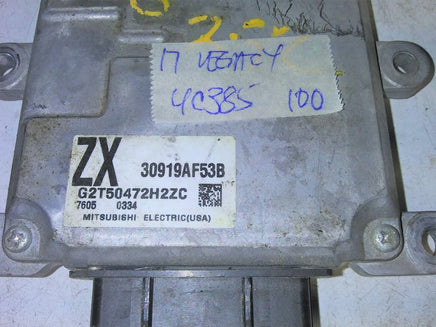 17 LEGACY
4C385 100
ZX 30919AF53B
G2T50472H2ZC
7605 0334
MITSUBISHI ELECTRIC(USA)